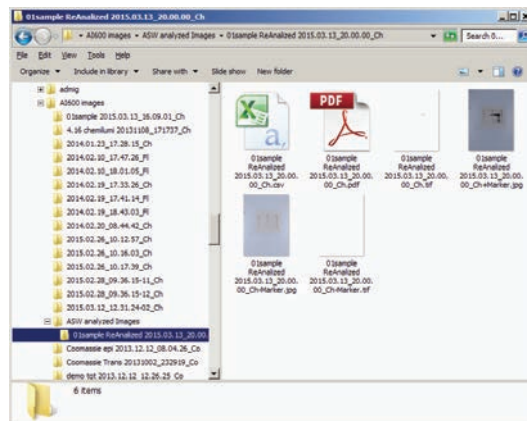 01sample ReAnalized 2015.03.13_20.00.00_Ch
AI600 images ▸ ASW analyzed Images ▸ 01sample ReAnalized 2015.03.13_20.00.00_Ch
Search 0...
File Edit View Tools Help
Organize Include in library Share with Slide show New folder
admig
AI600 images
01sample 2015.03.13_16.09.01_Ch
4.16 chemilumi 20131108_171737_Ch
2014.01.23_17.28.15_Ch
2014.02.10_17.47.26_Fl
2014.02.10_18.01.05_Fl
2014.02.19_17.33.26_Ch
2014.02.19_17.41.14_Fl
2014.02.19_18.43.03_Fl
2014.02.20_08.44.42_Ch
2015.02.26_10.12.57_Ch
2015.02.26_10.16.03_Ch
2015.02.26_10.17.39_Ch
2015.02.28_09.36.15-11_Ch
2015.02.28_09.36.15-12_Ch
2015.03.12_12.31.24-02_Ch
ASW analyzed Images
01sample ReAnalized 2015.03.13_20.00.
Coomassie epi 2013.12.12_08.04.26_Co
Coomassie Trans 20131002_232919_Co
demo tot 2013.12.12_12.26.25_Co
a,
PDF
01sample
ReAnalized
2015.03.13_20.00.
00_Ch.csv
01sample
ReAnalized
2015.03.13_20.00.
00_Ch.pdf
01sample
ReAnalized
2015.03.13_20.00.
00_Ch.tif
01sample
ReAnalized
2015.03.13_20.00.
00_Ch+Marker.jpg
01sample
ReAnalized
2015.03.13_20.00.
00_Ch-Marker.jpg
01sample
ReAnalized
2015.03.13_20.00.
00_Ch-Marker.tif
6 items